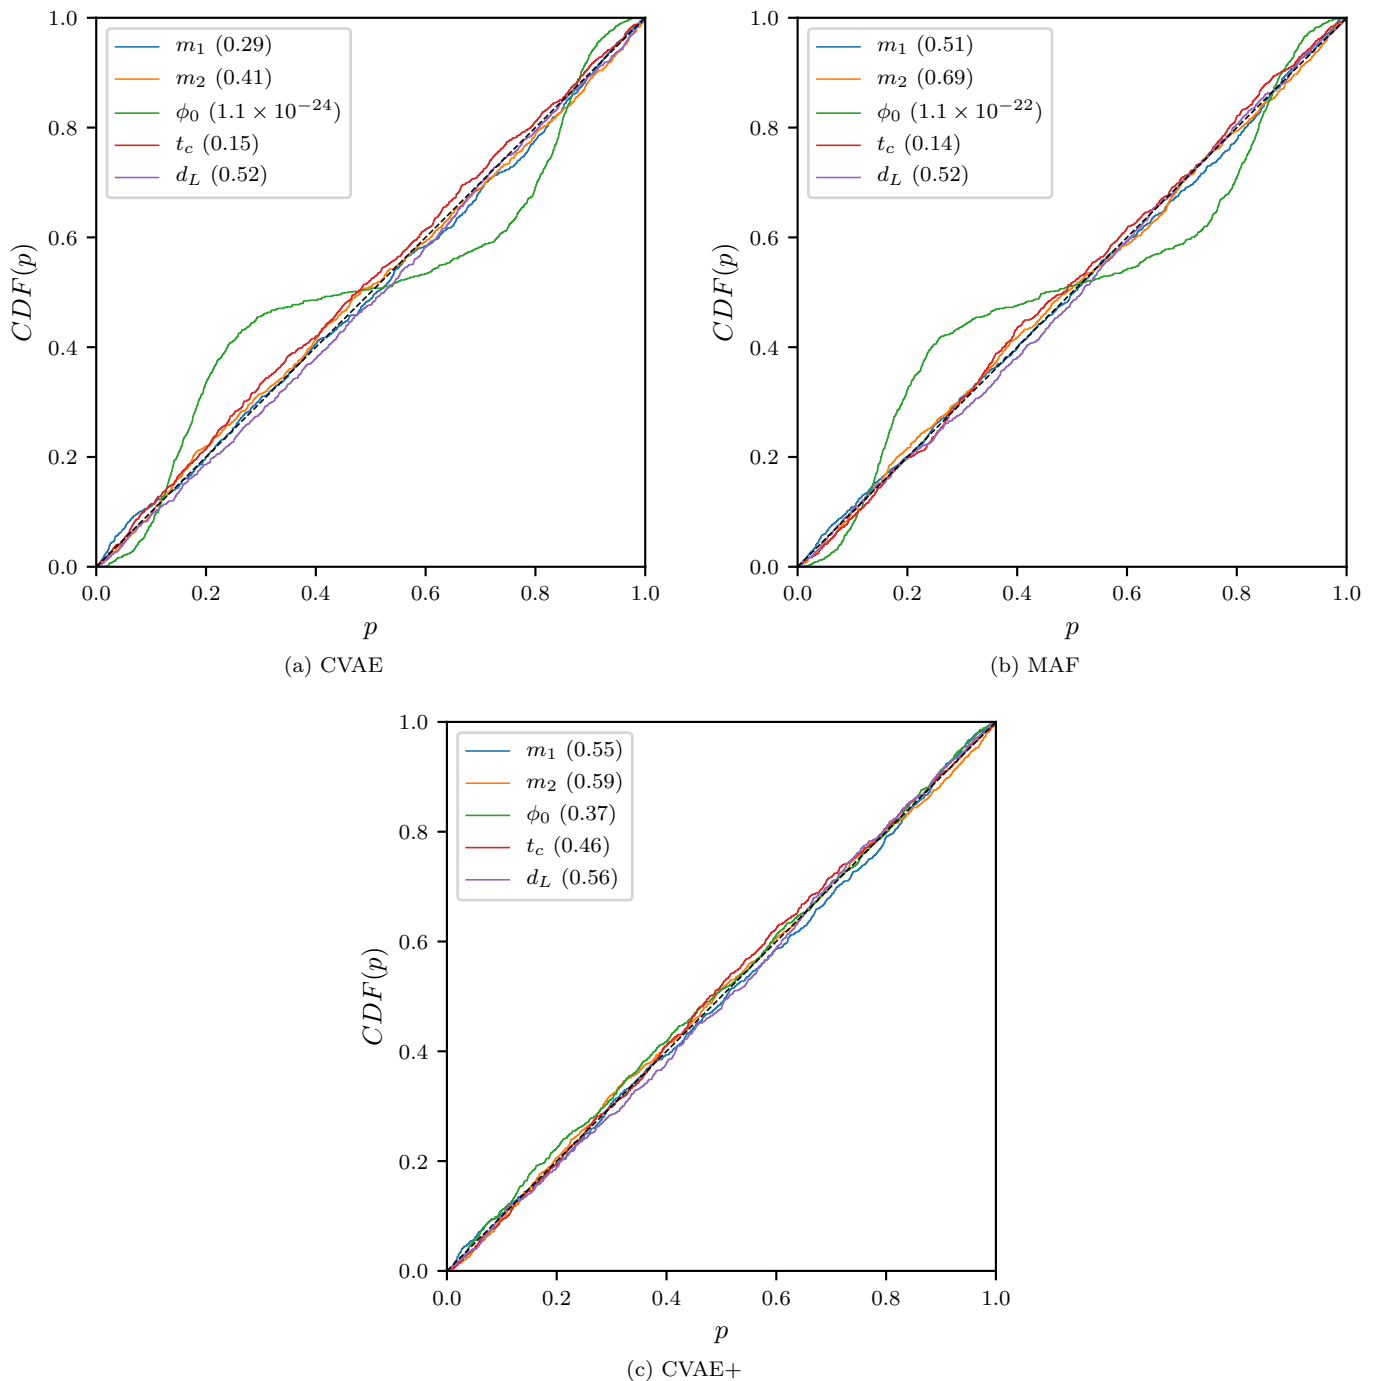 1.0
0.8
0.6
0.4
0.2
0.0
CDF(p)
m₁ (0.29)
m₂ (0.41)
ϕ₀ (1.1 × 10⁻²⁴)
t_c (0.15)
d_L (0.52)
0.0 0.2 0.4 0.6 0.8 1.0
p
(a) CVAE
1.0
0.8
0.6
0.4
0.2
0.0
CDF(p)
m₁ (0.51)
m₂ (0.69)
ϕ₀ (1.1 × 10⁻²²)
t_c (0.14)
d_L (0.52)
0.0 0.2 0.4 0.6 0.8 1.0
p
(b) MAF
1.0
0.8
0.6
0.4
0.2
0.0
CDF(p)
m₁ (0.55)
m₂ (0.59)
ϕ₀ (0.37)
t_c (0.46)
d_L (0.56)
0.0 0.2 0.4 0.6 0.8 1.0
p
(c) CVAE+